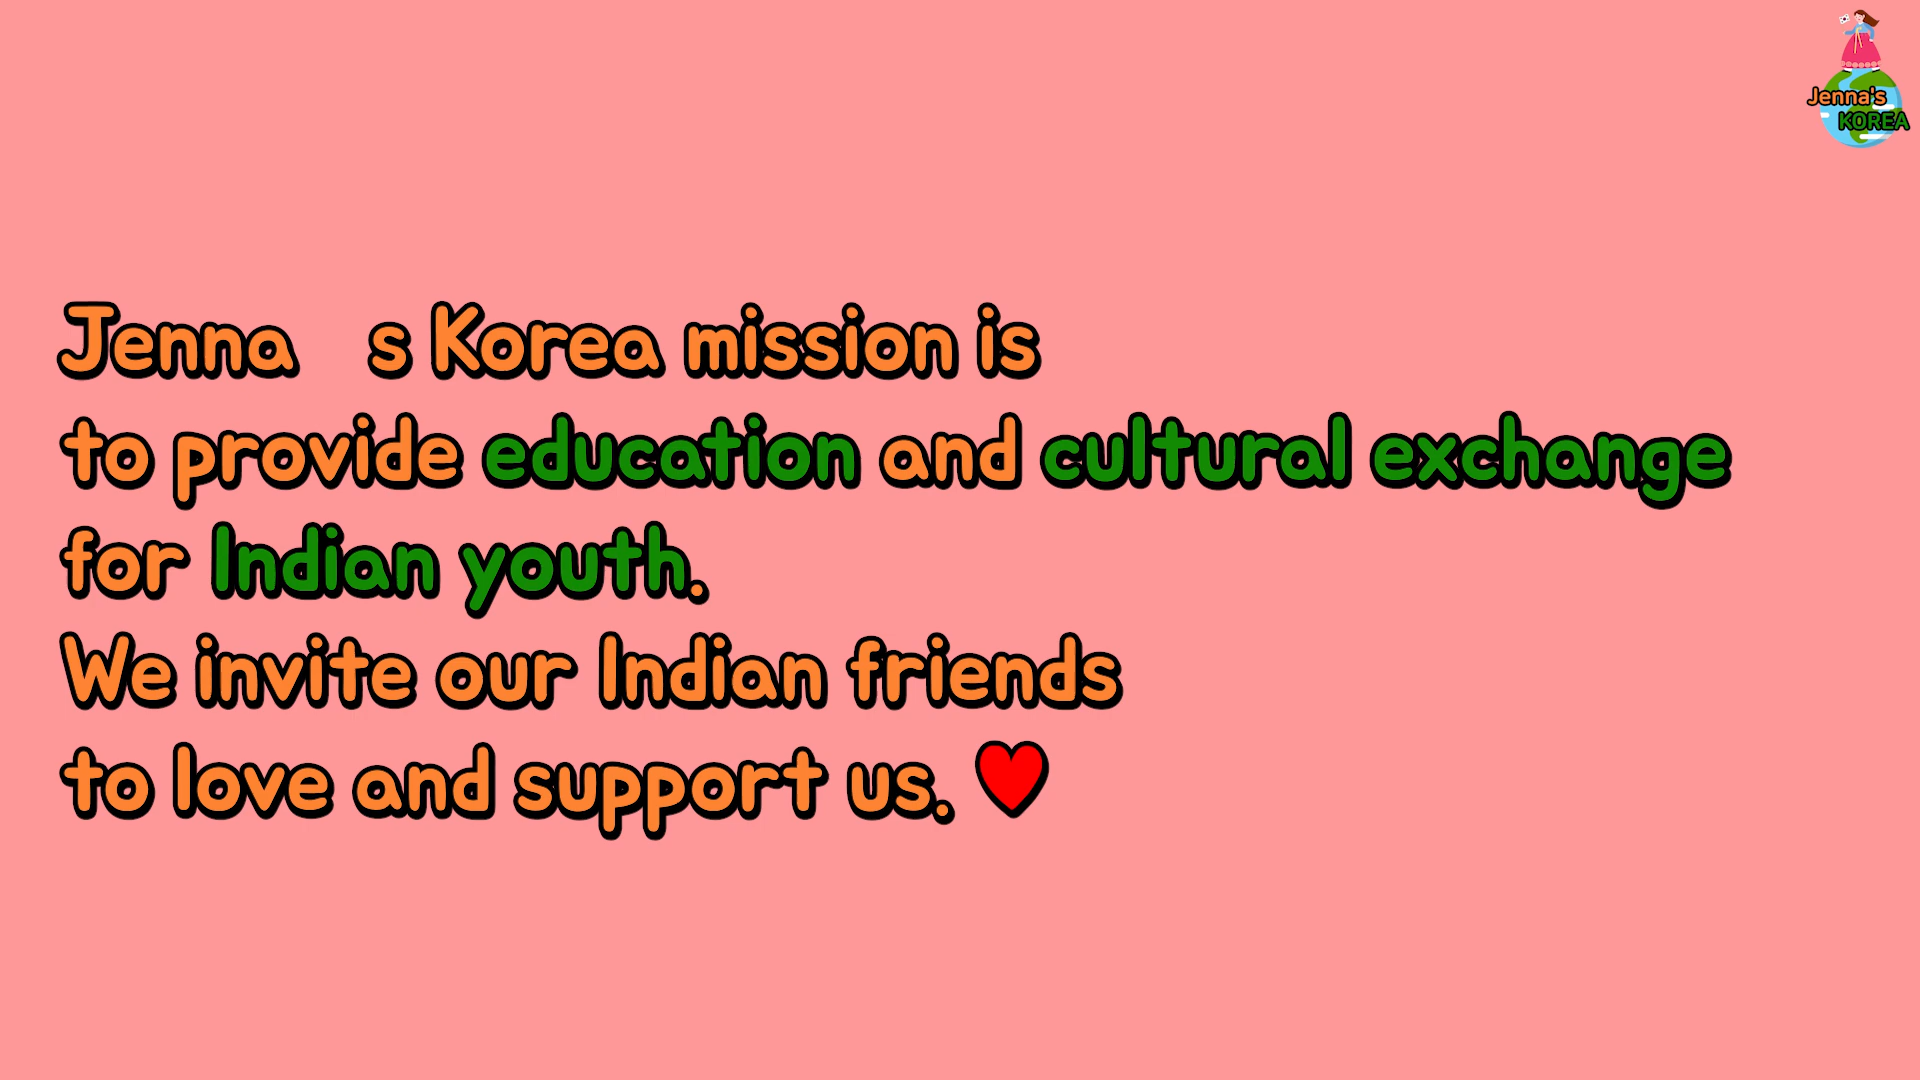 Jenna's
KOREA
Jenna s Korea mission is
to provide education and cultural exchange
for Indian youth.
We invite our Indian friends
to love and support us. ♥